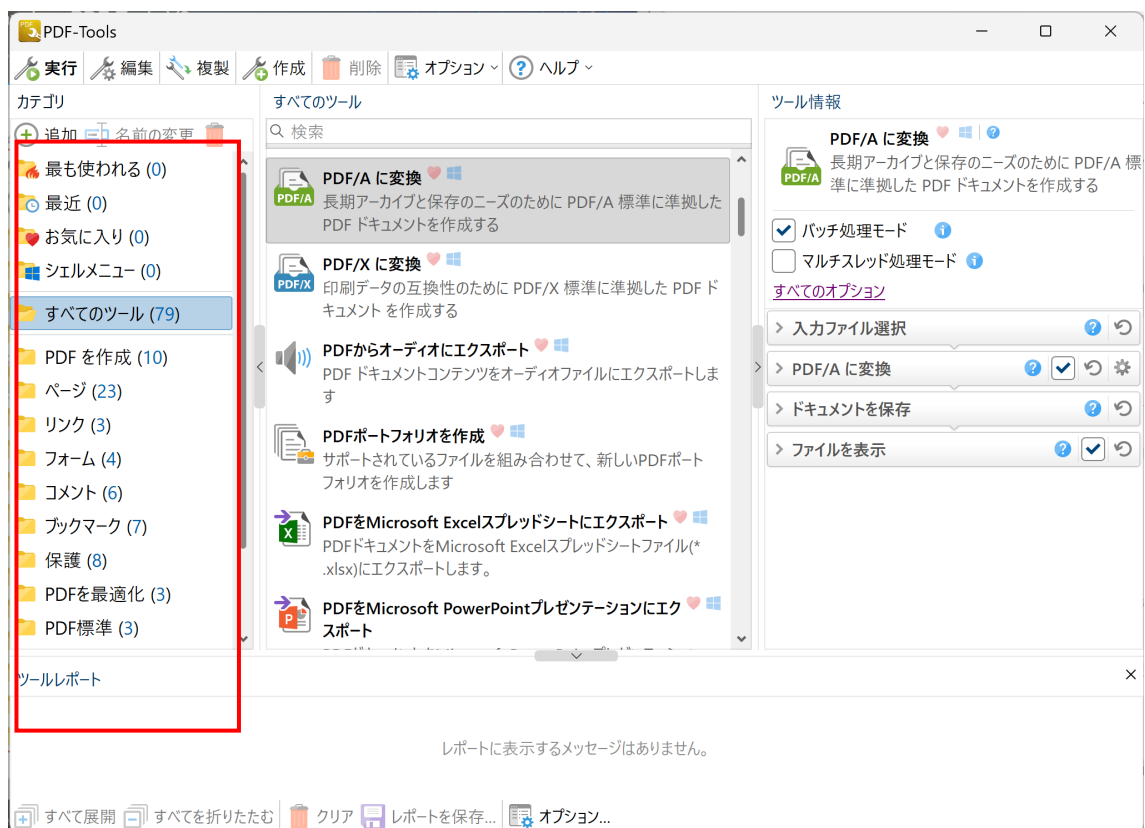 PDF-Tools
実行 編集 複製 作成 削除 オプション ヘルプ
カテゴリ
追加 名前の変更
最も使われる (0)
最近 (0)
お気に入り (0)
シェルメニュー (0)
すべてのツール (79)
PDF を作成 (10)
ページ (23)
リンク (3)
フォーム (4)
コメント (6)
ブックマーク (7)
保護 (8)
PDFを最適化 (3)
PDF標準 (3)
すべてのツール
検索
PDF/A に変換
長期アーカイブと保存のニーズのために PDF/A 標準に準拠した
PDF ドキュメントを作成する
PDF/X に変換
印刷データの互換性のために PDF/X 標準に準拠した PDF ド
キュメント を作成する
PDFからオーディオにエクスポート
PDF ドキュメントコンテンツをオーディオファイルにエクスポートしま
す
PDFポートフォリオを作成
サポートされているファイルを組み合わせて、新しいPDFポート
フォリオを作成します
PDFをMicrosoft Excelスプレッドシートにエクスポート
PDFドキュメントをMicrosoft Excelスプレッドシートファイル(*
.xlsx)にエクスポートします。
PDFをMicrosoft PowerPointプレゼンテーションにエク
スポート
ツール情報
PDF/A に変換
長期アーカイブと保存のニーズのために PDF/A 標
準に準拠した PDF ドキュメントを作成する
バッチ処理モード
マルチスレッド処理モード
すべてのオプション
入力ファイル選択
PDF/A に変換
ドキュメントを保存
ファイルを表示
ツールレポート
レポートに表示するメッセージはありません。
すべて展開 すべてを折りたたむ クリア レポートを保存... オプション...